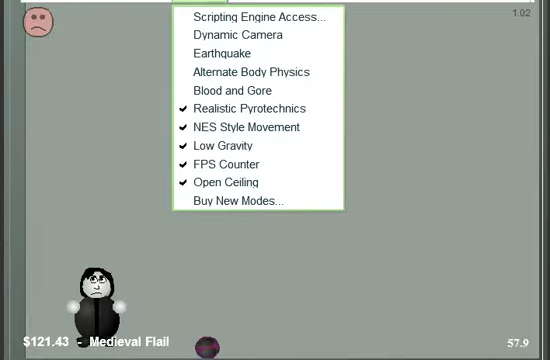 Scripting Engine Access...
1.02
Dynamic Camera
Earthquake
Alternate Body Physics
Blood and Gore
Realistic Pyrotechnics
NES Style Movement
Low Gravity
FPS Counter
Open Ceiling
Buy New Modes...
$121.43 - Medieval Flail
57.9